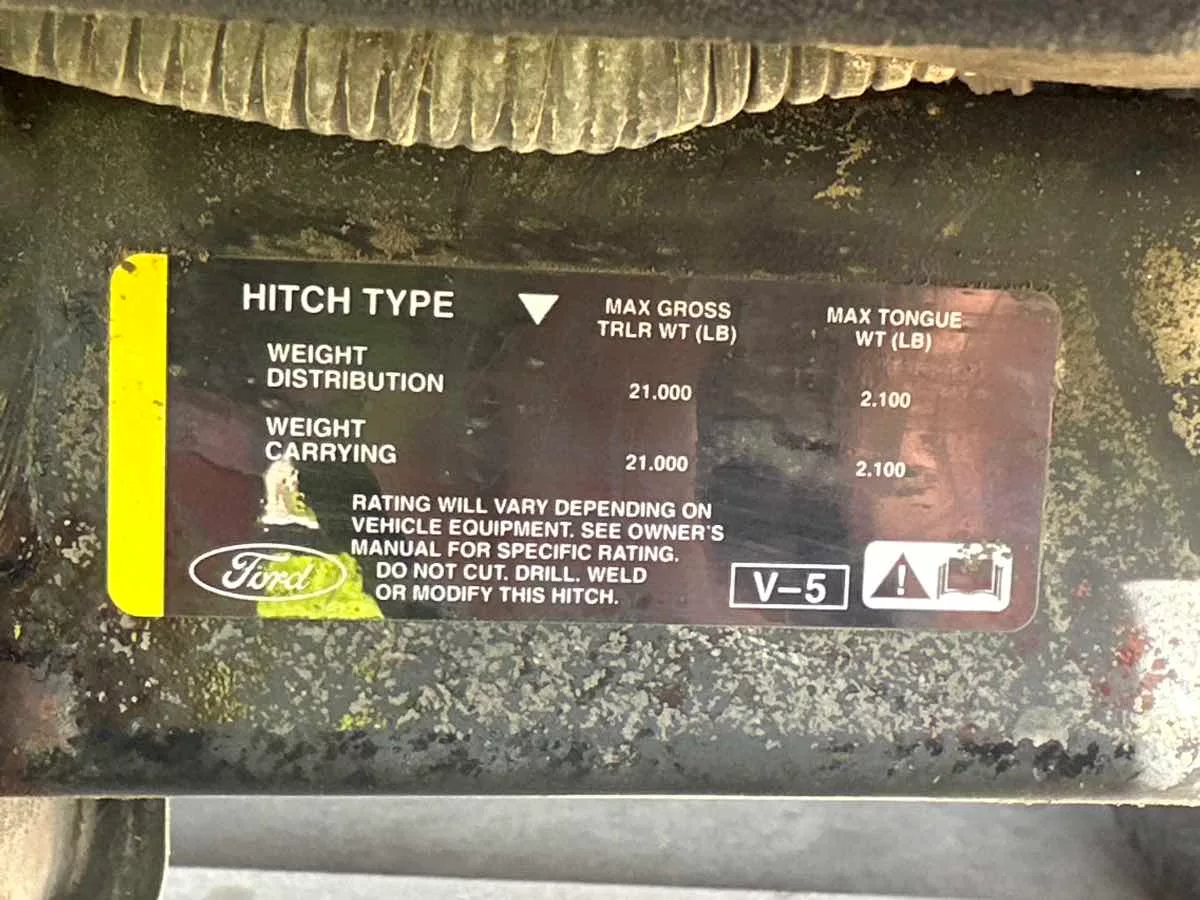 HITCH TYPE ▼ MAX GROSS TRLR WT (LB) MAX TONGUE WT (LB)
WEIGHT DISTRIBUTION 21.000 2.100
WEIGHT CARRYING 21.000 2.100
RATING WILL VARY DEPENDING ON
VEHICLE EQUIPMENT. SEE OWNER'S
MANUAL FOR SPECIFIC RATING.
DO NOT CUT. DRILL. WELD
OR MODIFY THIS HITCH.
Ford
V-5